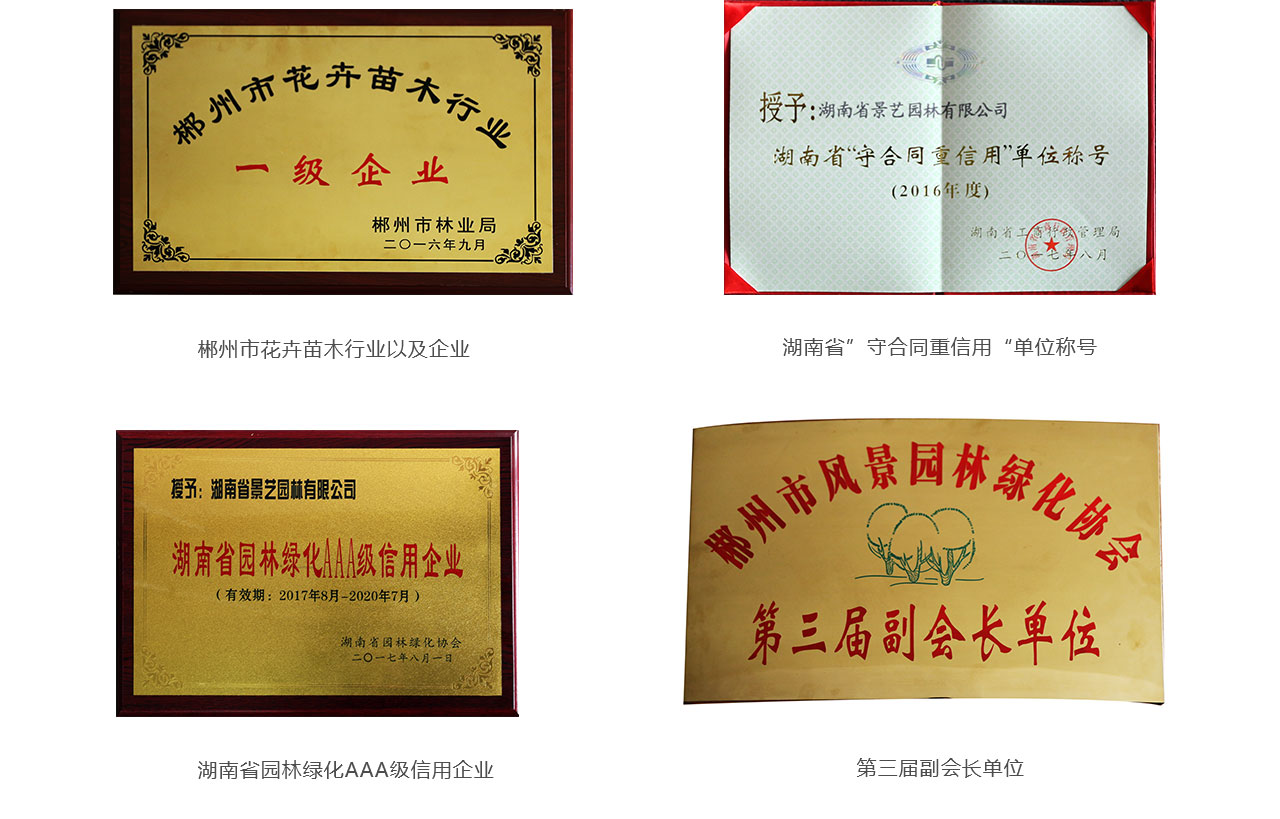 郴州市花卉苗木行业
一级企业
郴州市林业局
二〇一六年九月
郴州市花卉苗木行业以及企业
授予:湖南省景艺园林有限公司
湖南省“守合同重信用”单位称号
(2016年度)
湖南省工商行政管理局
二〇一七年八月
湖南省”守合同重信用“单位称号
授予：湖南省景艺园林有限公司
湖南省园林绿化AAA级信用企业
(有效期：2017年8月-2020年7月)
湖南省园林绿化协会
二〇一七年八月一日
湖南省园林绿化AAA级信用企业
郴州市风景园林绿化协会
第三届副会长单位
第三届副会长单位